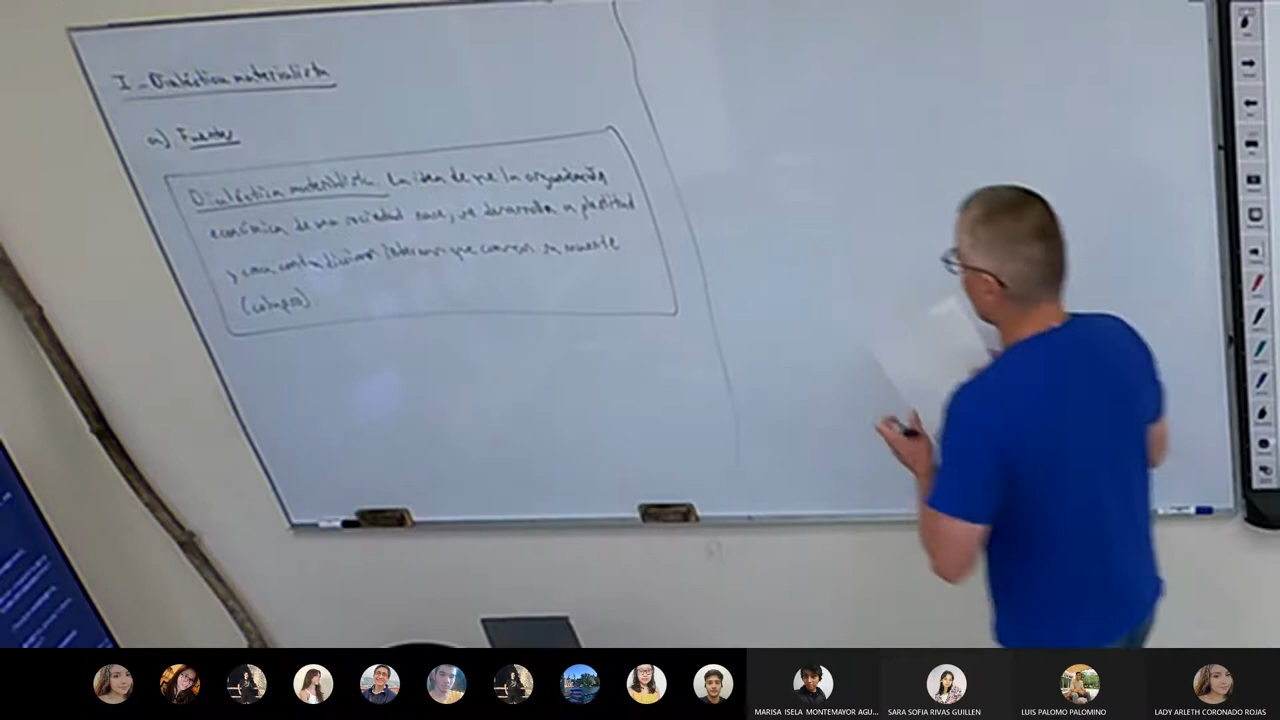 I - Dialéctica materialista
a) Fuentes
Dialéctica materialista. La idea de que la organización
económica de una sociedad nace, se desarrolla a plenitud
y crea contradicciones internas que causan su muerte
(colapso).
MARISA ISELA MONTEMAYOR AGU...
SARA SOFIA RIVAS GUILLEN
LUIS PALOMO PALOMINO
LADY ARLETH CORONADO ROJAS